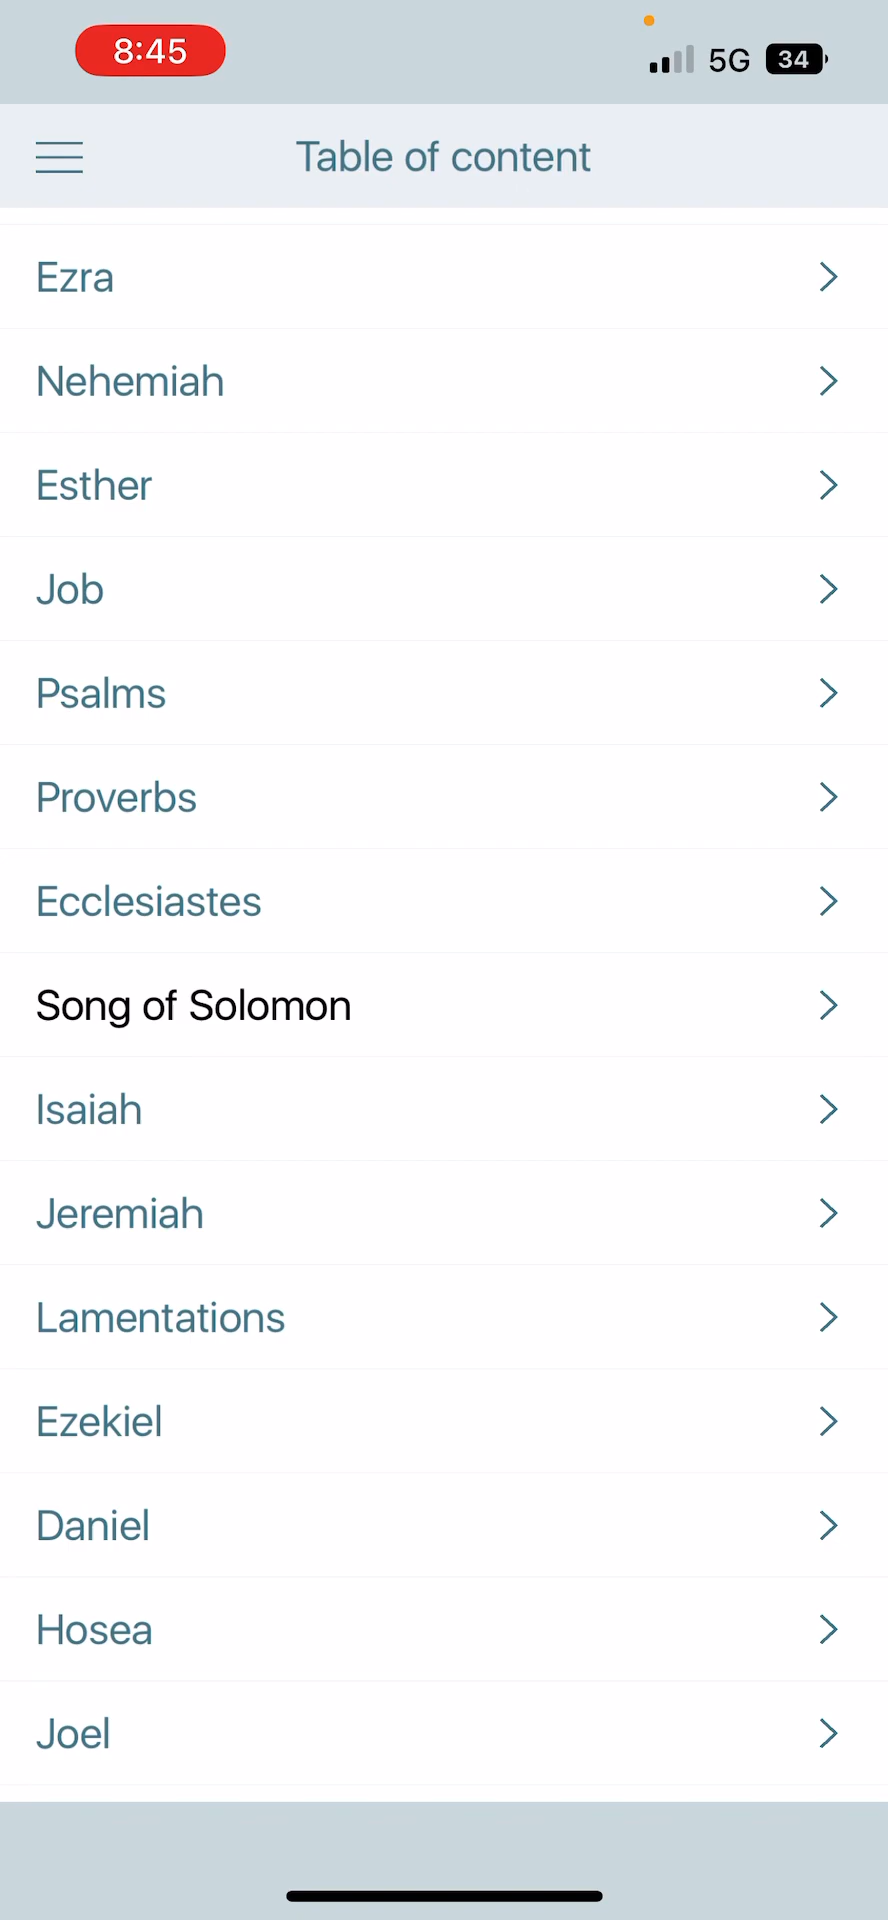 8:45
5G 34
Table of content
Ezra
Nehemiah
Esther
Job
Psalms
Proverbs
Ecclesiastes
Song of Solomon
Isaiah
Jeremiah
Lamentations
Ezekiel
Daniel
Hosea
Joel